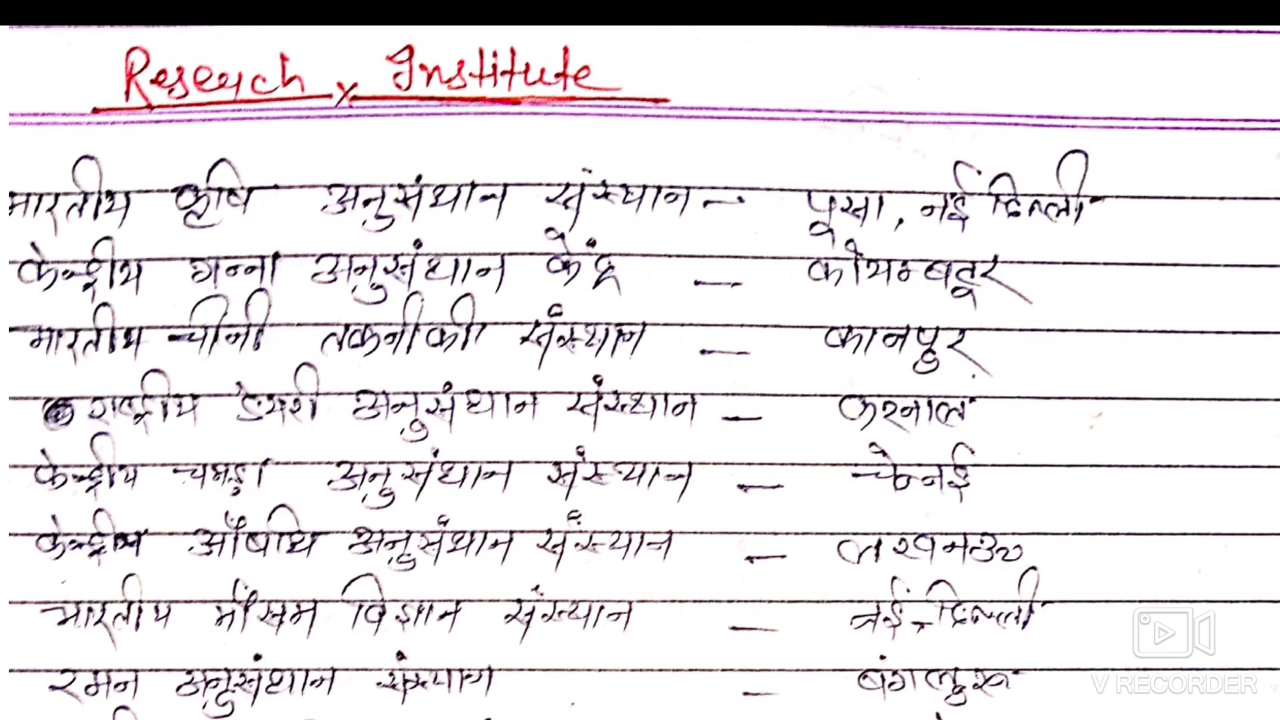 Research Institute
भारतीय कृषि अनुसंधान संस्थान - पूसा, नई दिल्ली
केन्द्रीय गन्ना अनुसंधान केंद्र - कोयम्बटूर
भारतीय चीनी तकनीकी संस्थान - कानपुर
राष्ट्रीय डेयरी अनुसंधान संस्थान - करनाल
केन्द्रीय चमड़ा अनुसंधान संस्थान - चेन्नई
केन्द्रीय औषधि अनुसंधान संस्थान - लखनऊ
भारतीय मौसम विज्ञान संस्थान - नई दिल्ली
रमन अनुसंधान संस्थान - बंगलुरू
V RECORDER